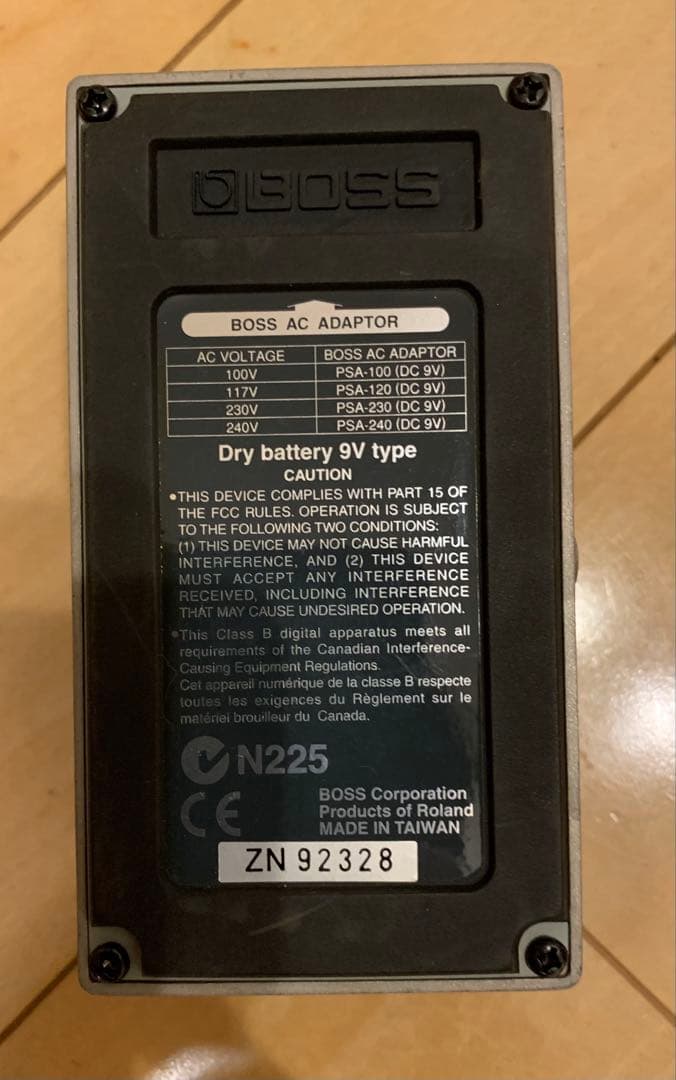 BOSS
BOSS AC ADAPTOR
AC VOLTAGE BOSS AC ADAPTOR
100V PSA-100 (DC 9V)
117V PSA-120 (DC 9V)
230V PSA-230 (DC 9V)
240V PSA-240 (DC 9V)
Dry battery 9V type
CAUTION
•THIS DEVICE COMPLIES WITH PART 15 OF
THE FCC RULES. OPERATION IS SUBJECT
TO THE FOLLOWING TWO CONDITIONS:
(1) THIS DEVICE MAY NOT CAUSE HARMFUL
INTERFERENCE, AND (2) THIS DEVICE
MUST ACCEPT ANY INTERFERENCE
RECEIVED, INCLUDING INTERFERENCE
THAT MAY CAUSE UNDESIRED OPERATION.
•This Class B digital apparatus meets all
requirements of the Canadian Interference-
Causing Equipment Regulations.
Cet appareil numérique de la classe B respecte
toutes les exigences du Règlement sur le
matériel brouilleur du Canada.
N225
CE
BOSS Corporation
Products of Roland
MADE IN TAIWAN
ZN 92328